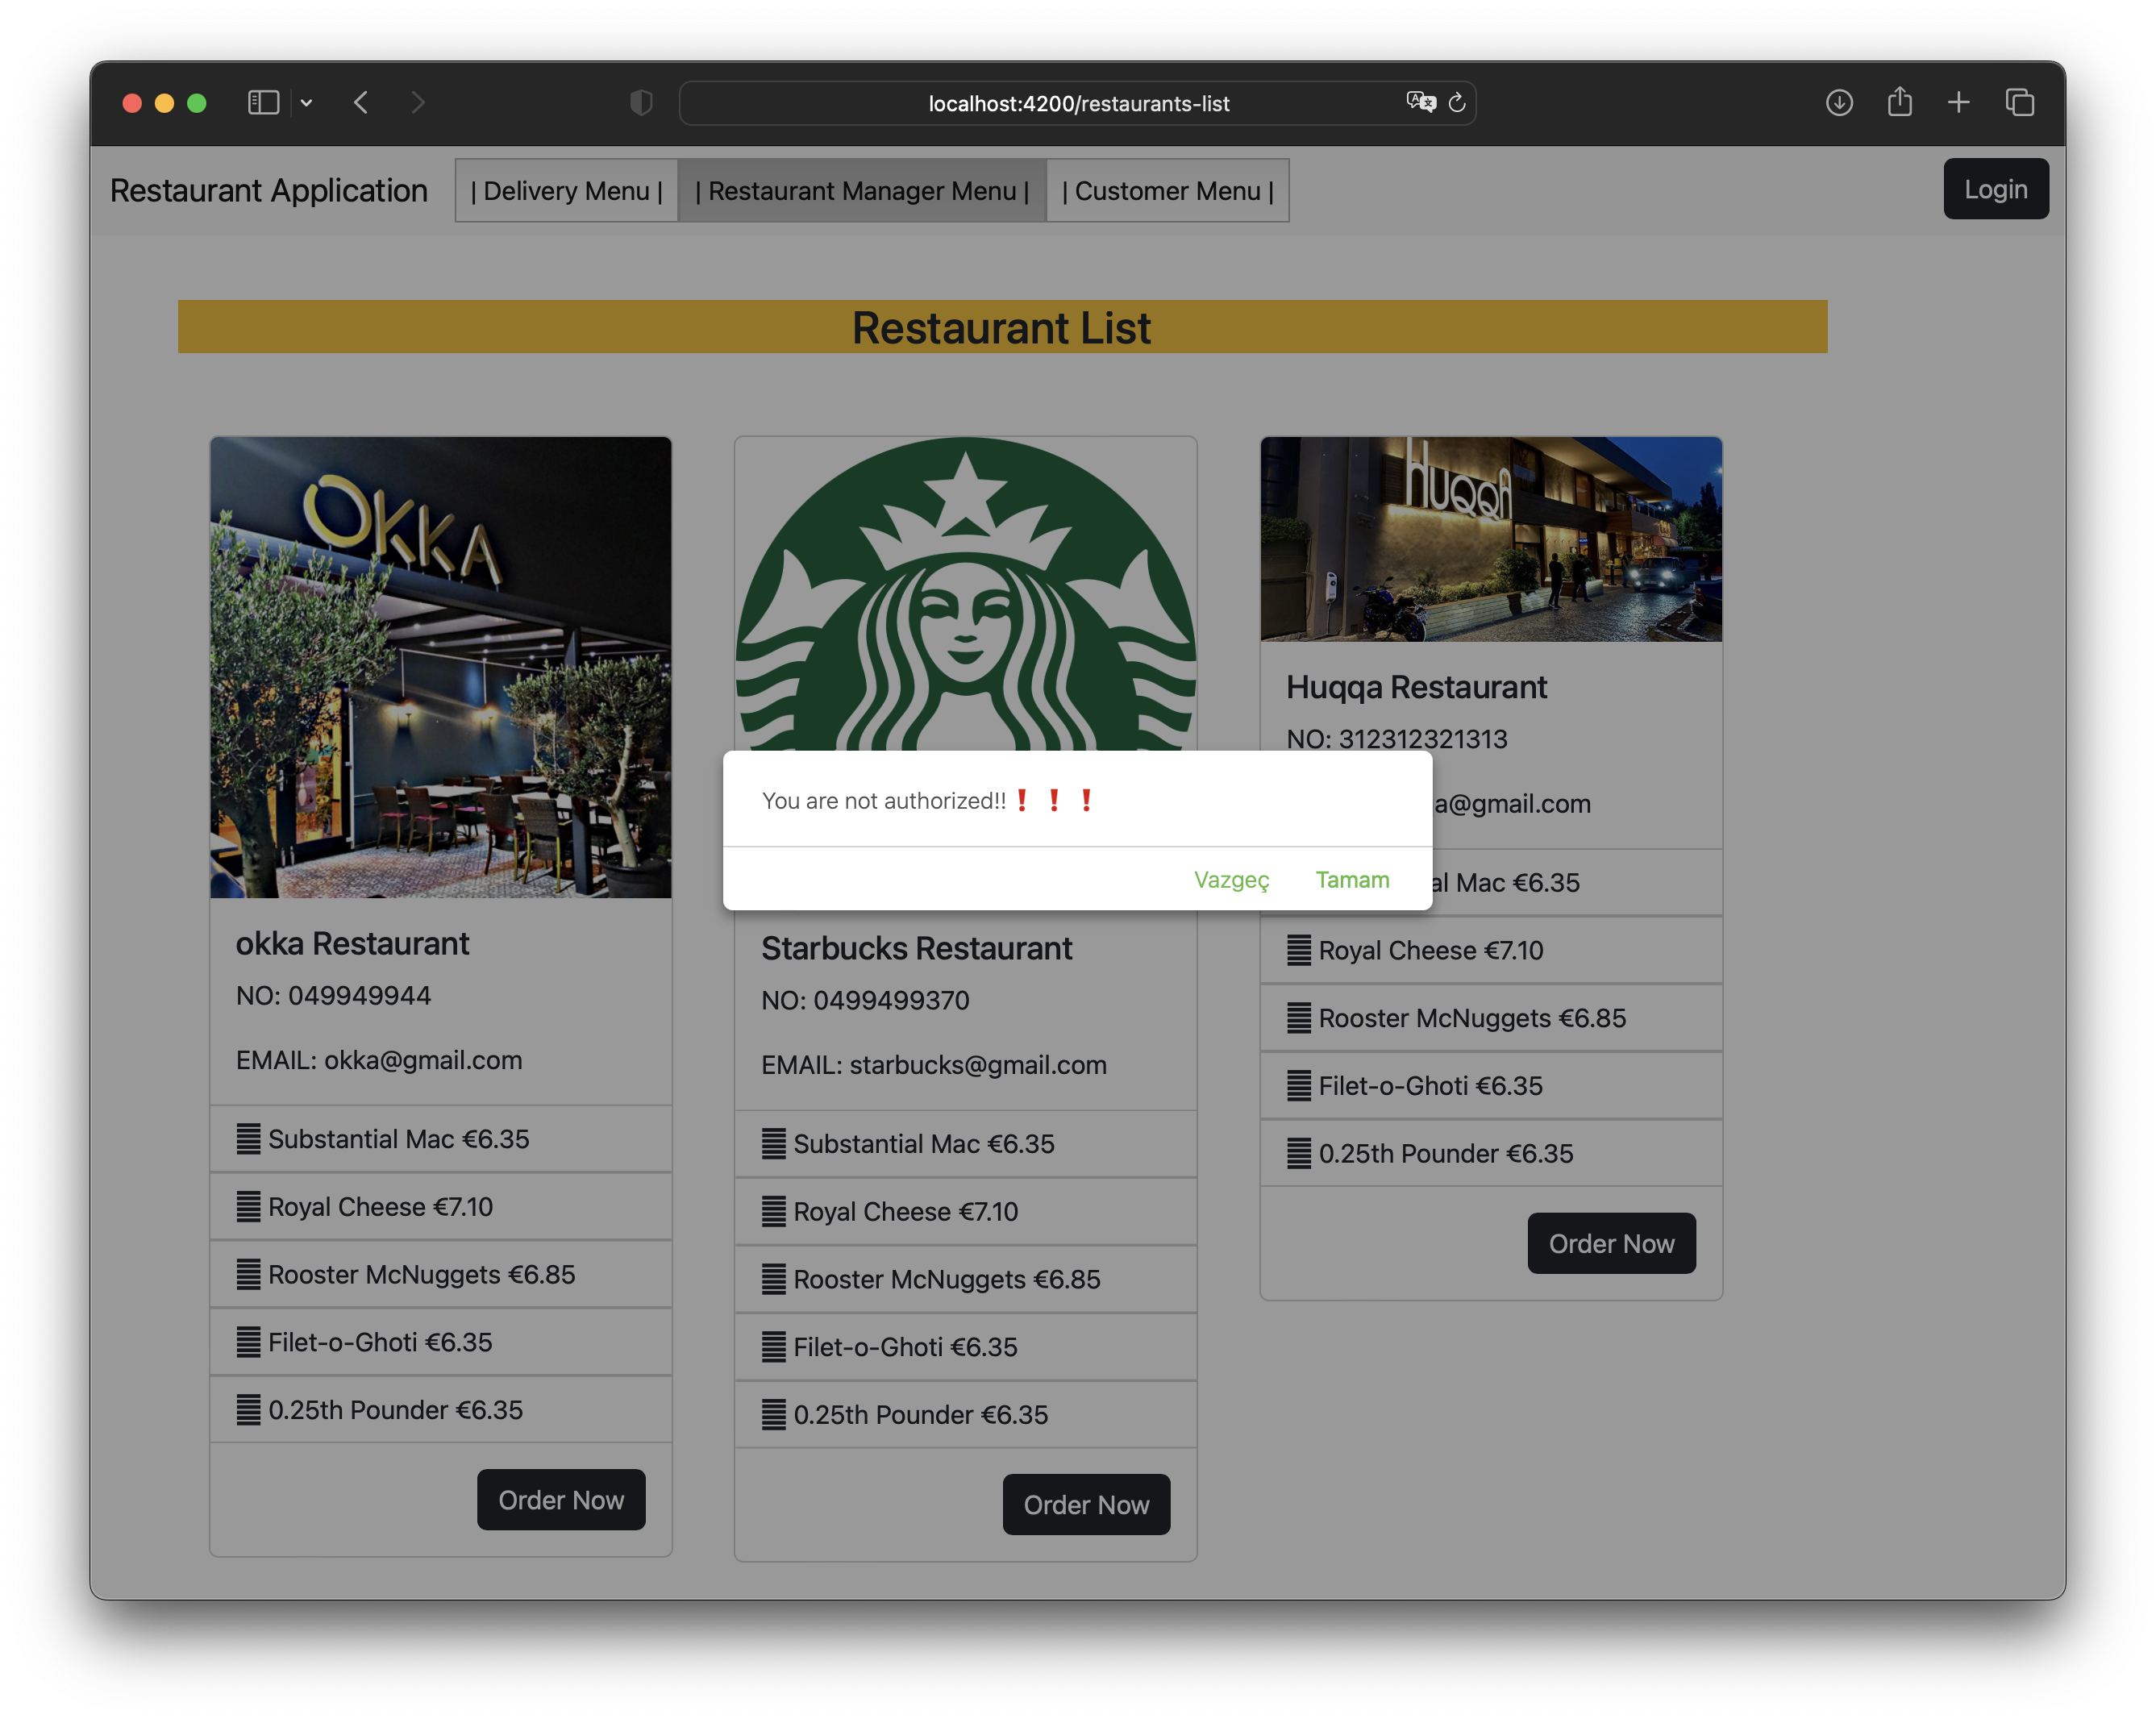 localhost:4200/restaurants-list
Restaurant Application
| Delivery Menu |
| Restaurant Manager Menu |
| Customer Menu |
Login
Restaurant List
OKKA
okka Restaurant
NO: 049949944
EMAIL: okka@gmail.com
Substantial Mac €6.35
Royal Cheese €7.10
Rooster McNuggets €6.85
Filet-o-Ghoti €6.35
0.25th Pounder €6.35
Order Now
You are not authorized!!❗❗❗
Vazgeç
Tamam
Starbucks Restaurant
NO: 0499499370
EMAIL: starbucks@gmail.com
Substantial Mac €6.35
Royal Cheese €7.10
Rooster McNuggets €6.85
Filet-o-Ghoti €6.35
0.25th Pounder €6.35
Order Now
HUQQA
Huqqa Restaurant
NO: 312312321313
a@gmail.com
al Mac €6.35
Royal Cheese €7.10
Rooster McNuggets €6.85
Filet-o-Ghoti €6.35
0.25th Pounder €6.35
Order Now